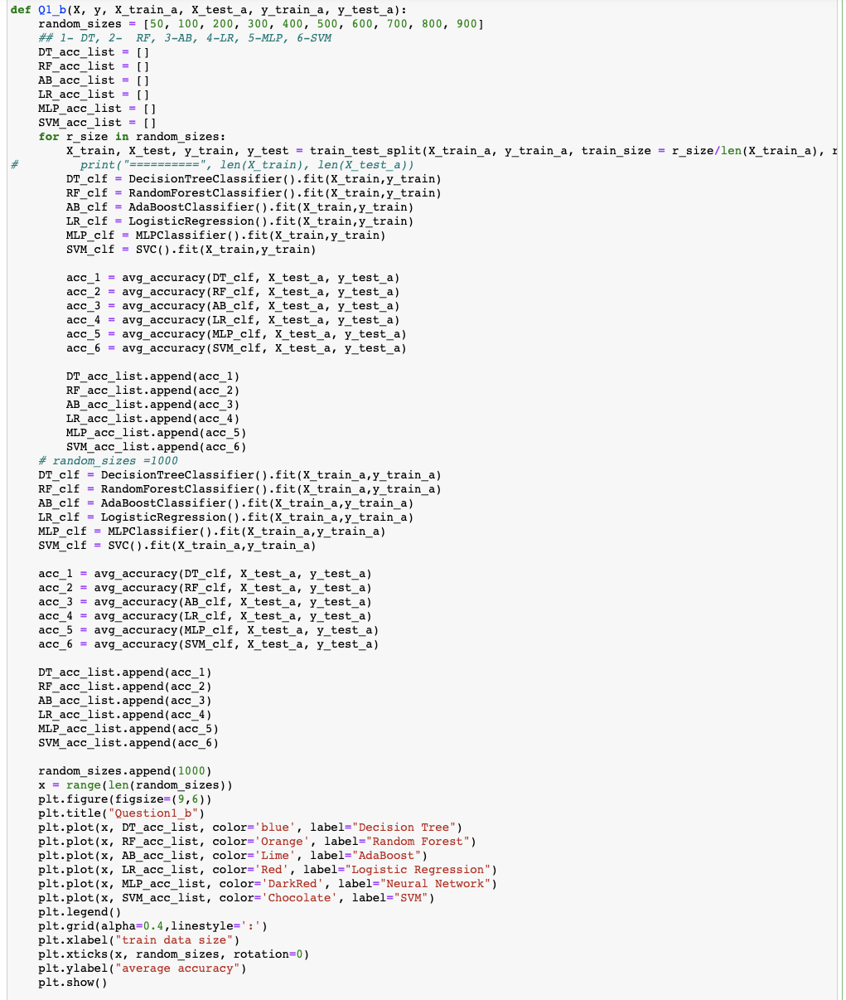 def Q1_b(X, y, X_train_a, X_test_a, y_train_a, y_test_a):
    random_sizes = [50, 100, 200, 300, 400, 500, 600, 700, 800, 900]
    ## 1- DT, 2-  RF, 3-AB, 4-LR, 5-MLP, 6-SVM
    DT_acc_list = []
    RF_acc_list = []
    AB_acc_list = []
    LR_acc_list = []
    MLP_acc_list = []
    SVM_acc_list = []
    for r_size in random_sizes:
        X_train, X_test, y_train, y_test = train_test_split(X_train_a, y_train_a, train_size = r_size/len(X_train_a), r
#         print("==========", len(X_train), len(X_test_a))
        DT_clf = DecisionTreeClassifier().fit(X_train,y_train)
        RF_clf = RandomForestClassifier().fit(X_train,y_train)
        AB_clf = AdaBoostClassifier().fit(X_train,y_train)
        LR_clf = LogisticRegression().fit(X_train,y_train)
        MLP_clf = MLPClassifier().fit(X_train,y_train)
        SVM_clf = SVC().fit(X_train,y_train)

        acc_1 = avg_accuracy(DT_clf, X_test_a, y_test_a)
        acc_2 = avg_accuracy(RF_clf, X_test_a, y_test_a)
        acc_3 = avg_accuracy(AB_clf, X_test_a, y_test_a)
        acc_4 = avg_accuracy(LR_clf, X_test_a, y_test_a)
        acc_5 = avg_accuracy(MLP_clf, X_test_a, y_test_a)
        acc_6 = avg_accuracy(SVM_clf, X_test_a, y_test_a)

        DT_acc_list.append(acc_1)
        RF_acc_list.append(acc_2)
        AB_acc_list.append(acc_3)
        LR_acc_list.append(acc_4)
        MLP_acc_list.append(acc_5)
        SVM_acc_list.append(acc_6)
    # random_sizes =1000
    DT_clf = DecisionTreeClassifier().fit(X_train_a,y_train_a)
    RF_clf = RandomForestClassifier().fit(X_train_a,y_train_a)
    AB_clf = AdaBoostClassifier().fit(X_train_a,y_train_a)
    LR_clf = LogisticRegression().fit(X_train_a,y_train_a)
    MLP_clf = MLPClassifier().fit(X_train_a,y_train_a)
    SVM_clf = SVC().fit(X_train_a,y_train_a)

    acc_1 = avg_accuracy(DT_clf, X_test_a, y_test_a)
    acc_2 = avg_accuracy(RF_clf, X_test_a, y_test_a)
    acc_3 = avg_accuracy(AB_clf, X_test_a, y_test_a)
    acc_4 = avg_accuracy(LR_clf, X_test_a, y_test_a)
    acc_5 = avg_accuracy(MLP_clf, X_test_a, y_test_a)
    acc_6 = avg_accuracy(SVM_clf, X_test_a, y_test_a)

    DT_acc_list.append(acc_1)
    RF_acc_list.append(acc_2)
    AB_acc_list.append(acc_3)
    LR_acc_list.append(acc_4)
    MLP_acc_list.append(acc_5)
    SVM_acc_list.append(acc_6)

    random_sizes.append(1000)
    x = range(len(random_sizes))
    plt.figure(figsize=(9,6))
    plt.title("Question1_b")
    plt.plot(x, DT_acc_list, color='blue', label="Decision Tree")
    plt.plot(x, RF_acc_list, color='Orange', label="Random Forest")
    plt.plot(x, AB_acc_list, color='Lime', label="AdaBoost")
    plt.plot(x, LR_acc_list, color='Red', label="Logistic Regression")
    plt.plot(x, MLP_acc_list, color='DarkRed', label="Neural Network")
    plt.plot(x, SVM_acc_list, color='Chocolate', label="SVM")
    plt.legend()
    plt.grid(alpha=0.4,linestyle=':')
    plt.xlabel("train data size")
    plt.xticks(x, random_sizes, rotation=0)
    plt.ylabel("average accuracy")
    plt.show()